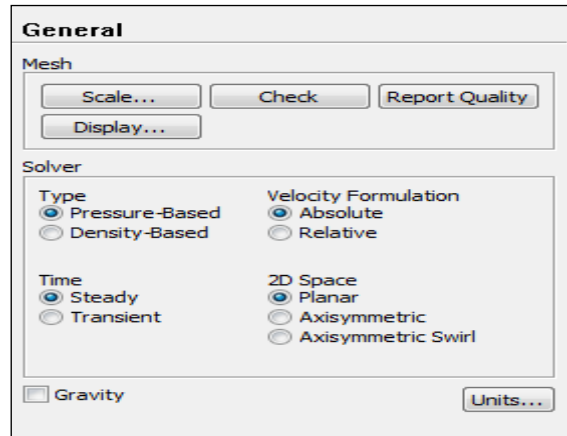 General
Mesh
Scale... Check Report Quality
Display...
Solver
Type Velocity Formulation
Pressure-Based Absolute
Density-Based Relative
Time 2D Space
Steady Planar
Transient Axisymmetric
Axisymmetric Swirl
Gravity Units...